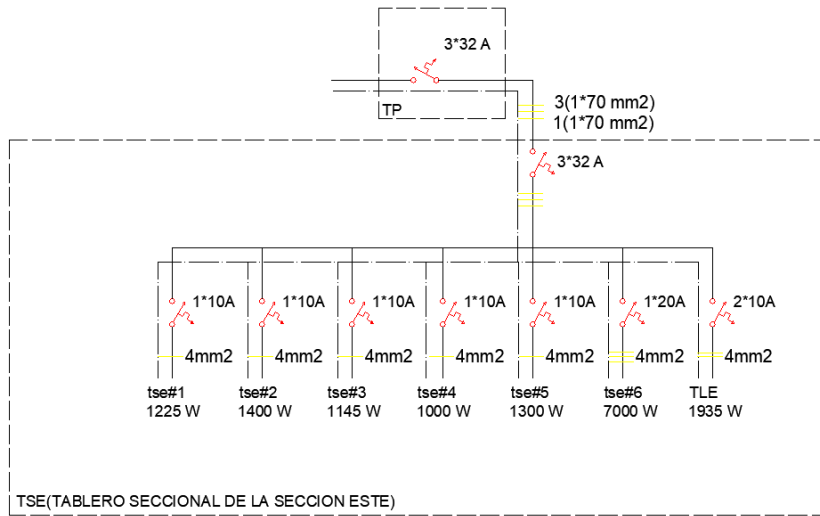 3*32 A
TP
3(1*70 mm2)
1(1*70 mm2)
3*32 A
1*10A
1*10A
1*10A
1*10A
1*10A
1*20A
2*10A
4mm2
4mm2
4mm2
4mm2
4mm2
4mm2
4mm2
tse#1
1225 W
tse#2
1400 W
tse#3
1145 W
tse#4
1000 W
tse#5
1300 W
tse#6
7000 W
TLE
1935 W
TSE(TABLERO SECCIONAL DE LA SECCION ESTE)